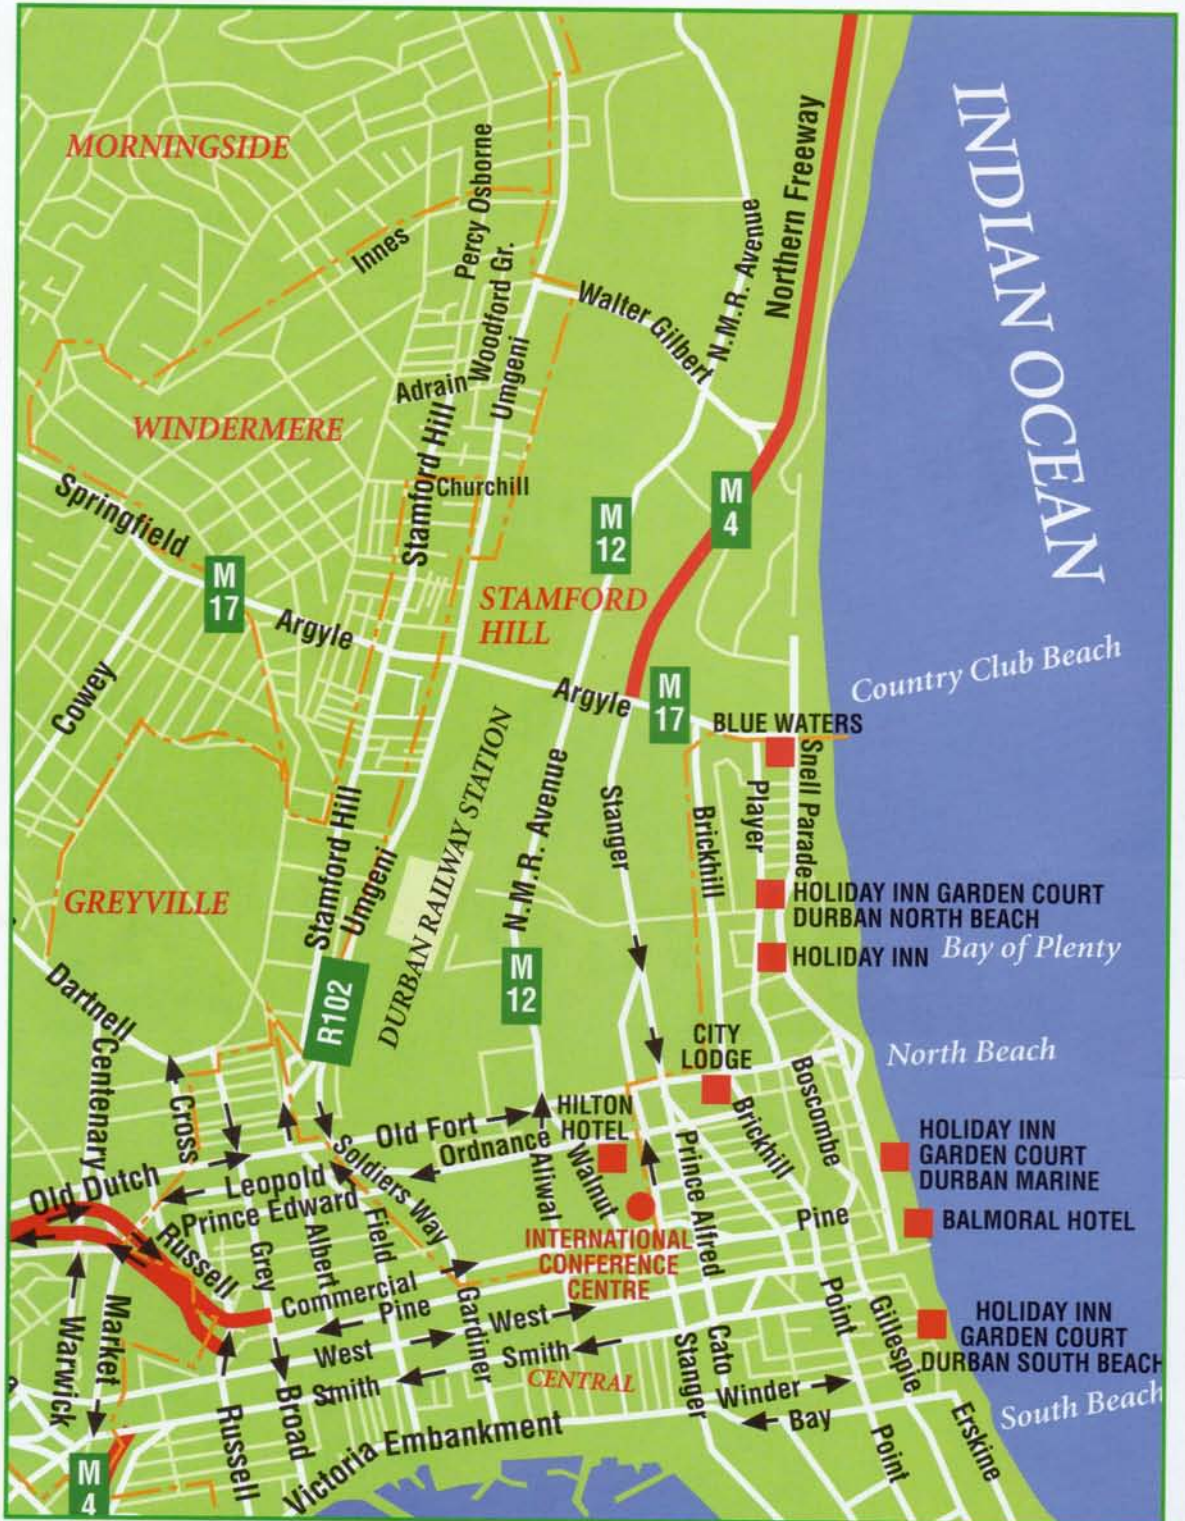 MORNINGSIDE
Innes
Percy Osborne
Woodford Gr.
Adrain
Umgeni
Walter Gilbert
N.M.R. Avenue
Northern Freeway
INDIAN OCEAN
WINDERMERE
Stamford Hill
Churchill
Springfield
M
17
Argyle
Cowey
M
12
M
4
STAMFORD
HILL
Argyle
M
17
Country Club Beach
BLUE WATERS
Snell Parade
Player
Brickhill
Stanger
N.M.R. Avenue
DURBAN RAILWAY STATION
Stamford Hill
Umgeni
GREYVILLE
HOLIDAY INN GARDEN COURT
DURBAN NORTH BEACH
HOLIDAY INN
Bay of Plenty
M
12
R102
Dartnell
Centenary
Cross
CITY
LODGE
North Beach
Boscombe
Brickhill
HILTON
HOTEL
Old Fort
Ordnance
Aliwal
Walnut
Soldiers Way
Old Dutch
Leopold
Prince Edward
Russell
Grey
Albert
Field
Prince Alfred
HOLIDAY INN
GARDEN COURT
DURBAN MARINE
BALMORAL HOTEL
Pine
INTERNATIONAL
CONFERENCE
CENTRE
Commercial
Pine
Gardiner
West
West
Smith
Smith
CENTRAL
Stanger
Cato
Point
Gillespie
HOLIDAY INN
GARDEN COURT
DURBAN SOUTH BEACH
South Beach
Winder
Bay
Point
Erskine
Market
Warwick
Broad
Russell
Victoria Embankment
M
4